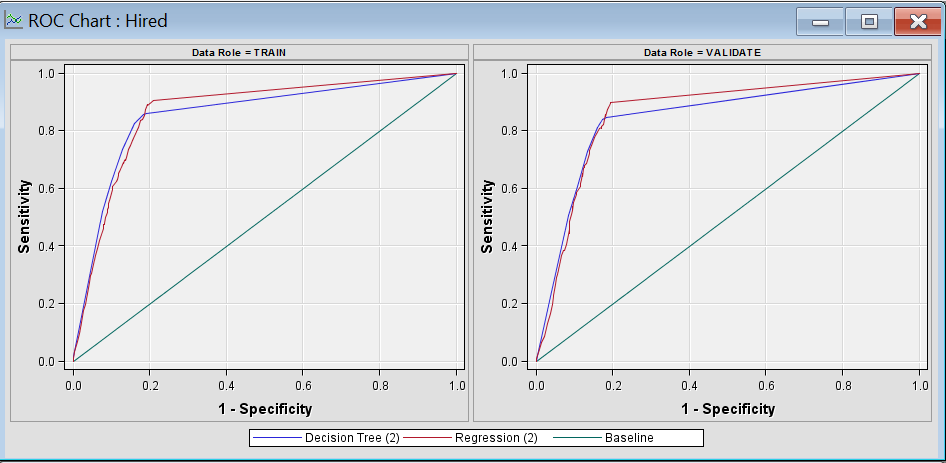 ROC Chart : Hired
Data Role = TRAIN
1.0
0.8
0.6
0.4
0.2
0.0
Sensitivity
0.0 0.2 0.4 0.6 0.8 1.0
1 - Specificity
Data Role = VALIDATE
1.0
0.8
0.6
0.4
0.2
0.0
Sensitivity
0.0 0.2 0.4 0.6 0.8 1.0
1 - Specificity
Decision Tree (2) Regression (2) Baseline